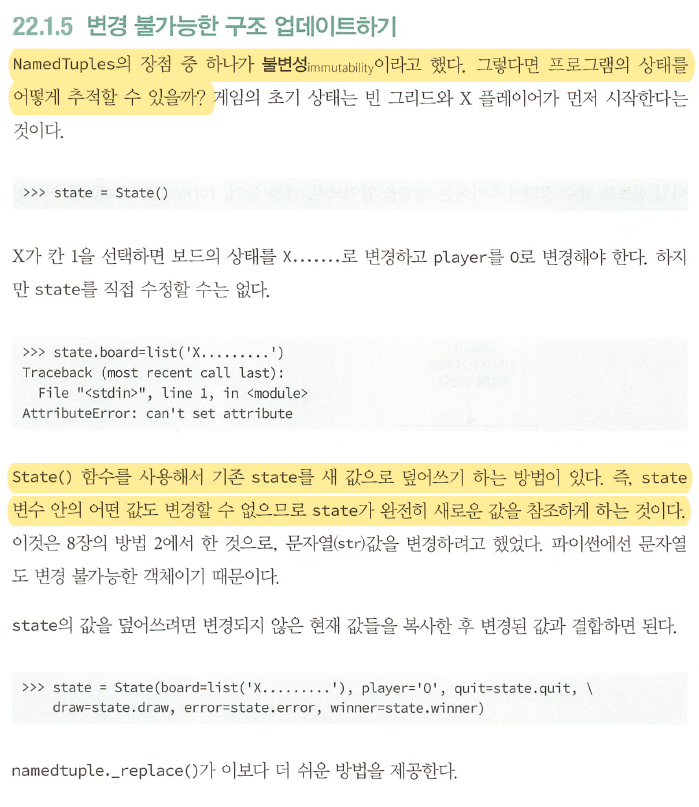 22.1.5 변경 불가능한 구조 업데이트하기
NamedTuples의 장점 중 하나가 불변성immutability이라고 했다. 그렇다면 프로그램의 상태를
어떻게 추적할 수 있을까? 게임의 초기 상태는 빈 그리드와 X 플레이어가 먼저 시작한다는
것이다.
>>> state = State()
X가 칸 1을 선택하면 보드의 상태를 X.......로 변경하고 player를 O로 변경해야 한다. 하지
만 state를 직접 수정할 수는 없다.
>>> state.board=list('X.........')
Traceback (most recent call last):
  File "<stdin>", line 1, in <module>
AttributeError: can't set attribute
State() 함수를 사용해서 기존 state를 새 값으로 덮어쓰기 하는 방법이 있다. 즉, state
변수 안의 어떤 값도 변경할 수 없으므로 state가 완전히 새로운 값을 참조하게 하는 것이다.
이것은 8장의 방법 2에서 한 것으로, 문자열(str)값을 변경하려고 했었다. 파이썬에선 문자열
도 변경 불가능한 객체이기 때문이다.
state의 값을 덮어쓰려면 변경되지 않은 현재 값들을 복사한 후 변경된 값과 결합하면 된다.
>>> state = State(board=list('X.........'), player='O', quit=state.quit, \
    draw=state.draw, error=state.error, winner=state.winner)
namedtuple._replace()가 이보다 더 쉬운 방법을 제공한다.